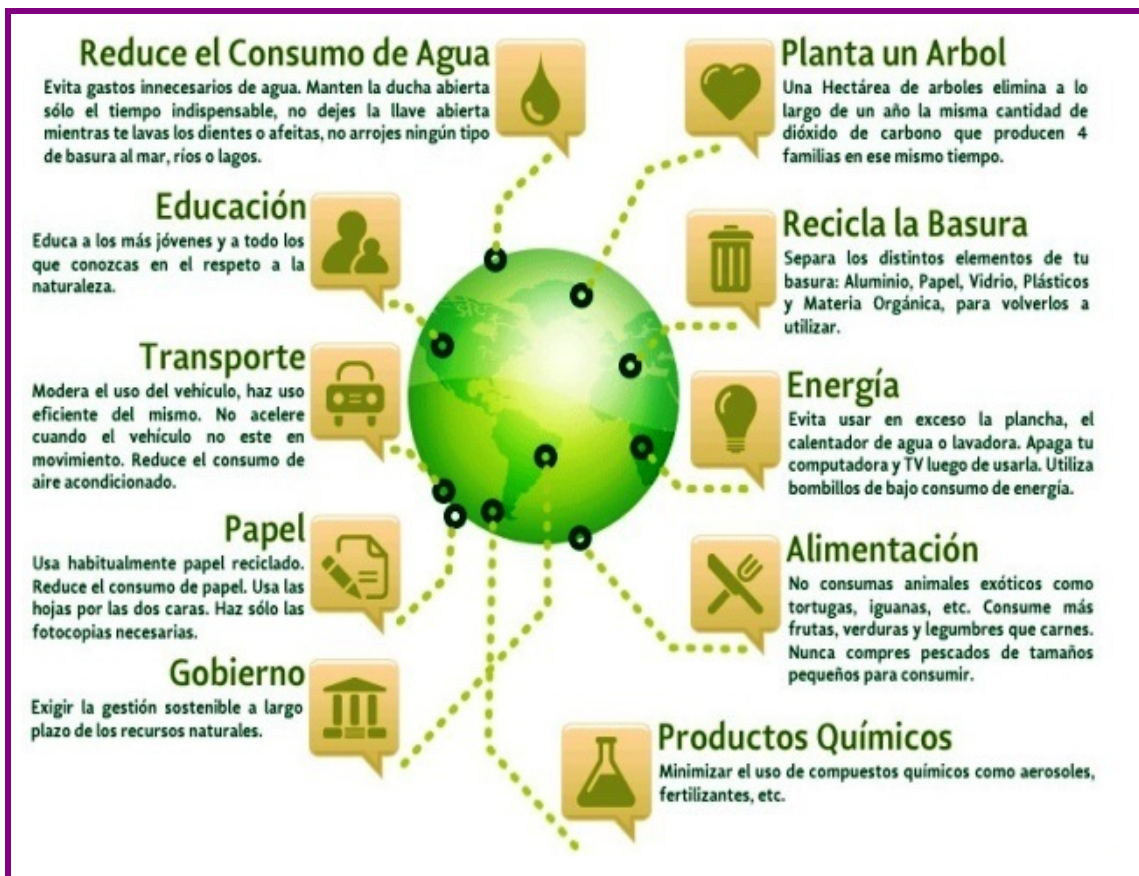 Reduce el Consumo de Agua
Evita gastos innecesarios de agua. Manten la ducha abierta
sólo el tiempo indispensable, no dejes la llave abierta
mientras te lavas los dientes o afeitas, no arrojes ningún tipo
de basura al mar, ríos o lagos.
Planta un Arbol
Una Hectárea de arboles elimina a lo
largo de un año la misma cantidad de
dióxido de carbono que producen 4
familias en ese mismo tiempo.
Educación
Educa a los más jóvenes y a todo los
que conozcas en el respeto a la
naturaleza.
Recicla la Basura
Separa los distintos elementos de tu
basura: Aluminio, Papel, Vidrio, Plásticos
y Materia Orgánica, para volverlos a
utilizar.
Transporte
Modera el uso del vehículo, haz uso
eficiente del mismo. No acelere
cuando el vehículo no este en
movimiento. Reduce el consumo de
aire acondicionado.
Energía
Evita usar en exceso la plancha, el
calentador de agua o lavadora. Apaga tu
computadora y TV luego de usarla. Utiliza
bombillos de bajo consumo de energía.
Papel
Usa habitualmente papel reciclado.
Reduce el consumo de papel. Usa las
hojas por las dos caras. Haz sólo las
fotocopias necesarias.
Alimentación
No consumas animales exóticos como
tortugas, iguanas, etc. Consume más
frutas, verduras y legumbres que carnes.
Nunca compres pescados de tamaños
pequeños para consumir.
Gobierno
Exigir la gestión sostenible a largo
plazo de los recursos naturales.
Productos Químicos
Minimizar el uso de compuestos químicos como aerosoles,
fertilizantes, etc.